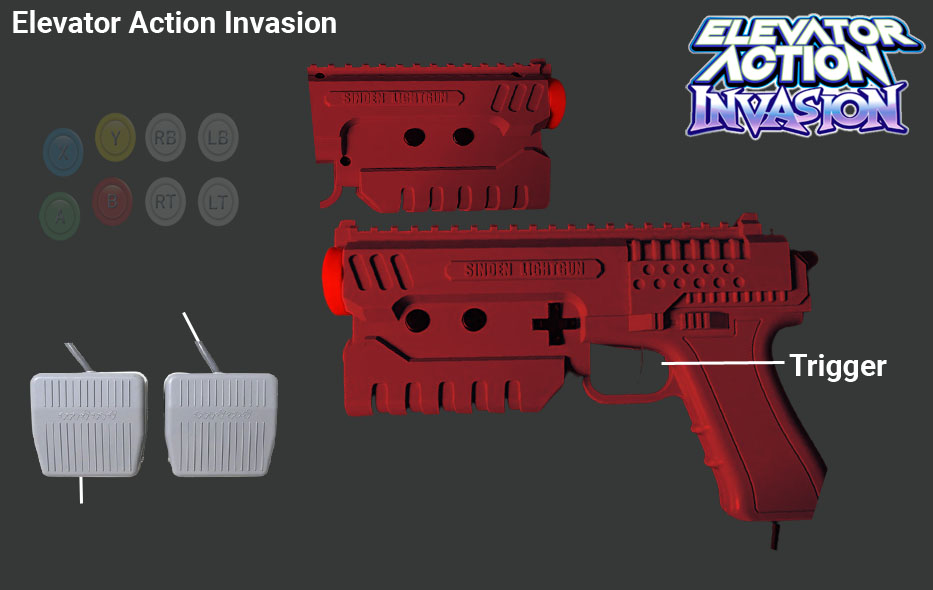 Elevator Action Invasion
ELEVATOR
ACTION
INVASION
SINDEN LIGHTGUN
X Y RB LB
A B RT LT
SINDEN LIGHTGUN
Trigger